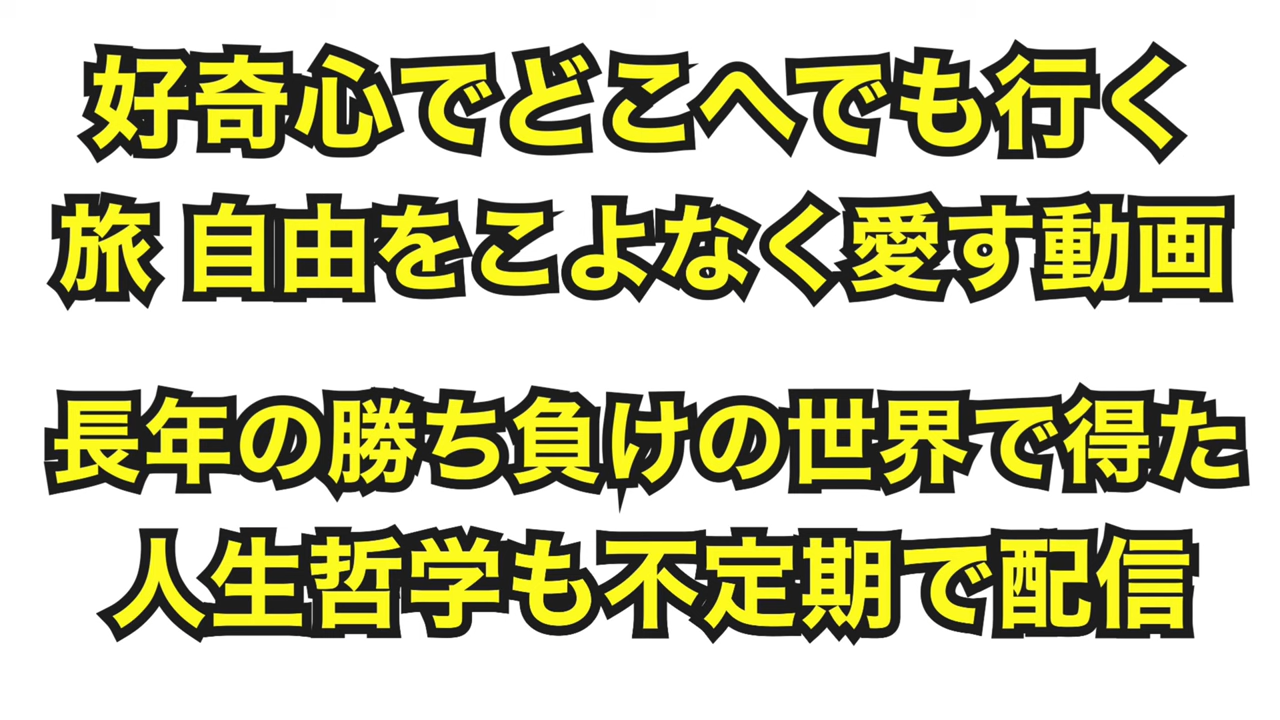 好奇心でどこへでも行く
旅 自由をこよなく愛す動画
長年の勝ち負けの世界で得た
人生哲学も不定期で配信